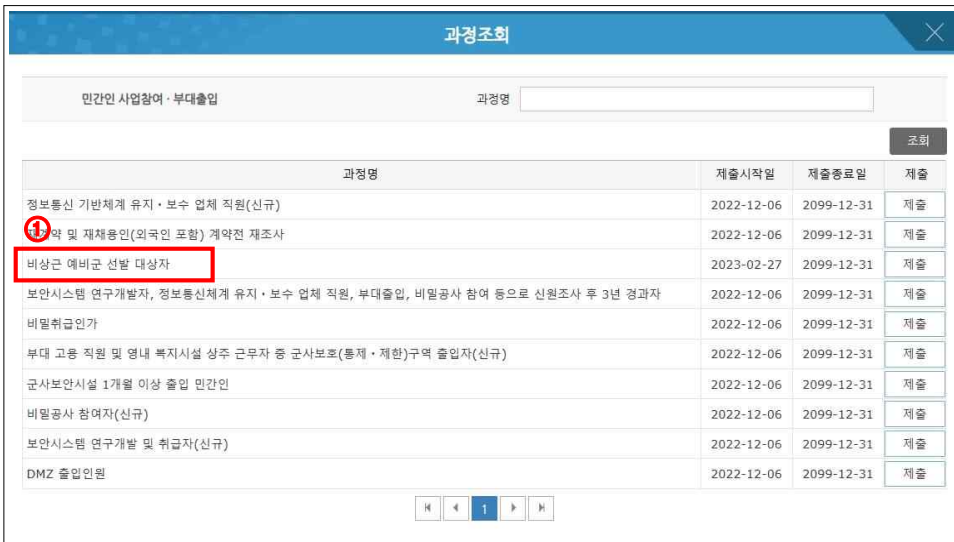 과정조회
민간인 사업참여 · 부대출입 과정명
조회
과정명 제출시작일 제출종료일 제출
정보통신 기반체계 유지・보수 업체 직원(신규) 2022-12-06 2099-12-31 제출
① 약 및 재채용인(외국인 포함) 계약전 재조사 2022-12-06 2099-12-31 제출
비상근 예비군 선발 대상자 2023-02-27 2099-12-31 제출
보안시스템 연구개발자, 정보통신체계 유지・보수 업체 직원, 부대출입, 비밀공사 참여 등으로 신원조사 후 3년 경과자 2022-12-06 2099-12-31 제출
비밀취급인가 2022-12-06 2099-12-31 제출
부대 고용 직원 및 영내 복지시설 상주 근무자 중 군사보호(통제・제한)구역 출입자(신규) 2022-12-06 2099-12-31 제출
군사보안시설 1개월 이상 출입 민간인 2022-12-06 2099-12-31 제출
비밀공사 참여자(신규) 2022-12-06 2099-12-31 제출
보안시스템 연구개발 및 취급자(신규) 2022-12-06 2099-12-31 제출
DMZ 출입인원 2022-12-06 2099-12-31 제출
1